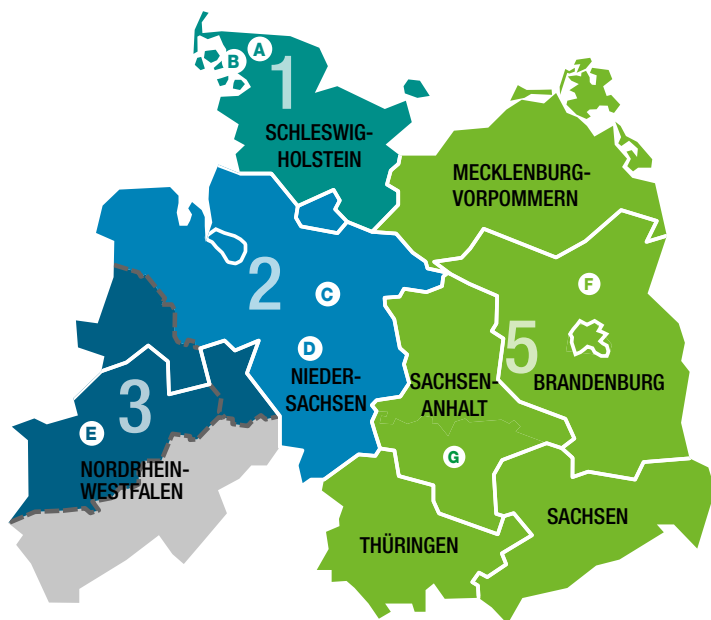 A
B
1
SCHLESWIG-
HOLSTEIN
MECKLENBURG-
VORPOMMERN
2
C
F
D
5
NIEDER-
SACHSEN
SACHSEN-
ANHALT
BRANDENBURG
3
E
G
NORDRHEIN-
WESTFALEN
SACHSEN
THÜRINGEN